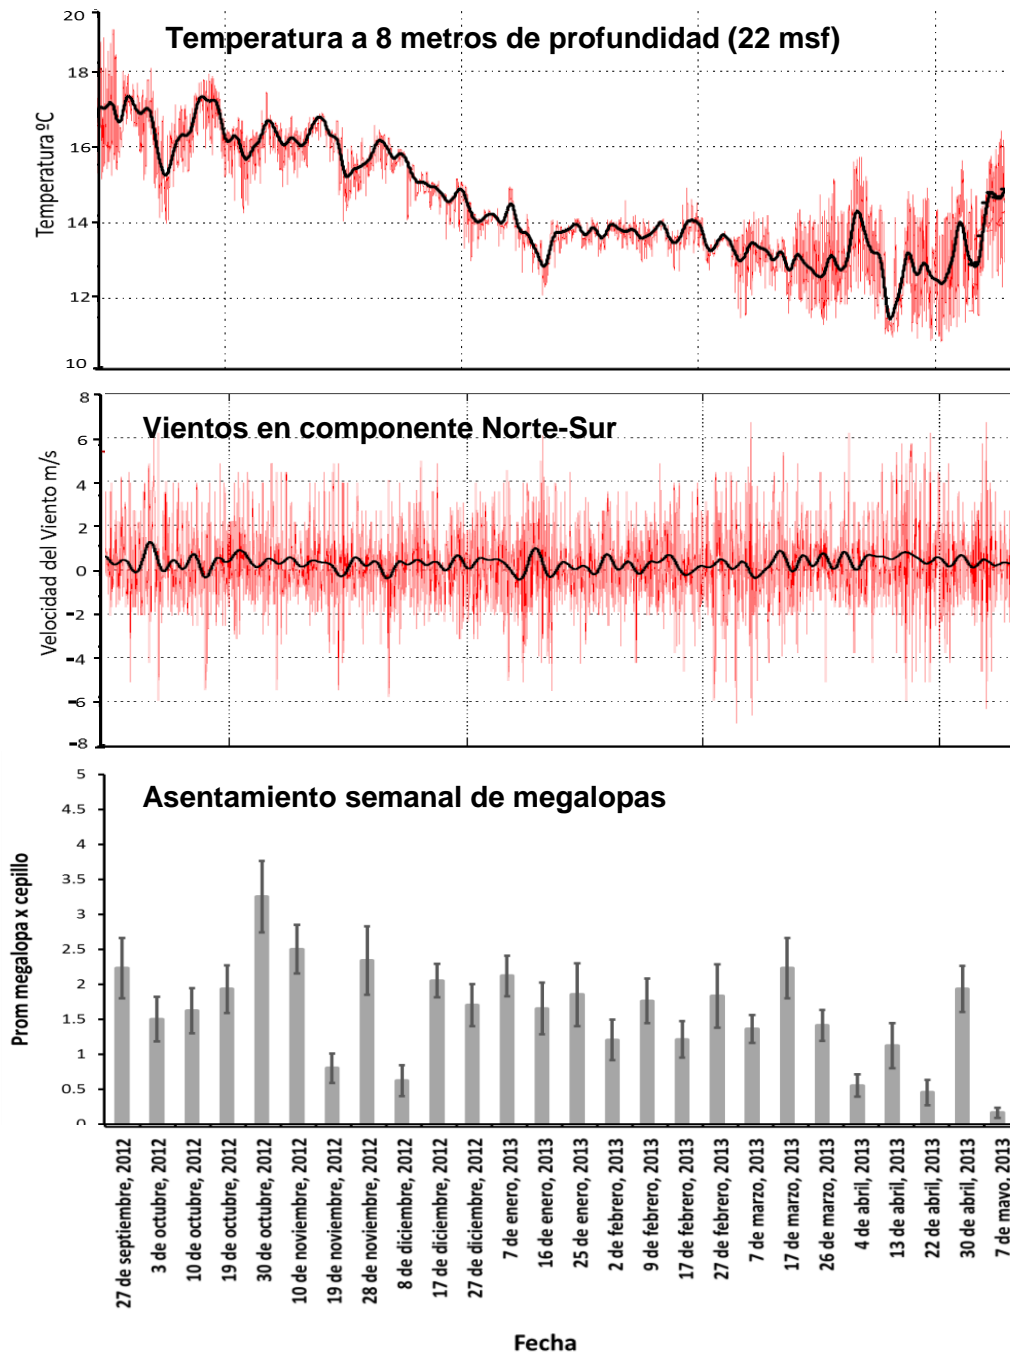 Temperatura a 8 metros de profundidad (22 msf)
Temperatura ºC
20
18
16
14
12
10
Vientos en componente Norte-Sur
Velocidad del Viento m/s
8
6
4
2
0
-2
-4
-6
-8
Asentamiento semanal de megalopas
Prom megalopa x cepillo
5
4.5
4
3.5
3
2.5
2
1.5
1
0.5
0
27 de septiembre, 2012
3 de octubre, 2012
10 de octubre, 2012
19 de octubre, 2012
30 de octubre, 2012
10 de noviembre, 2012
19 de noviembre, 2012
28 de noviembre, 2012
8 de diciembre, 2012
17 de diciembre, 2012
27 de diciembre, 2012
7 de enero, 2013
16 de enero, 2013
25 de enero, 2013
2 de febrero, 2013
9 de febrero, 2013
17 de febrero, 2013
27 de febrero, 2013
7 de marzo, 2013
17 de marzo, 2013
26 de marzo, 2013
4 de abril, 2013
13 de abril, 2013
22 de abril, 2013
30 de abril, 2013
7 de mayo, 2013
Fecha